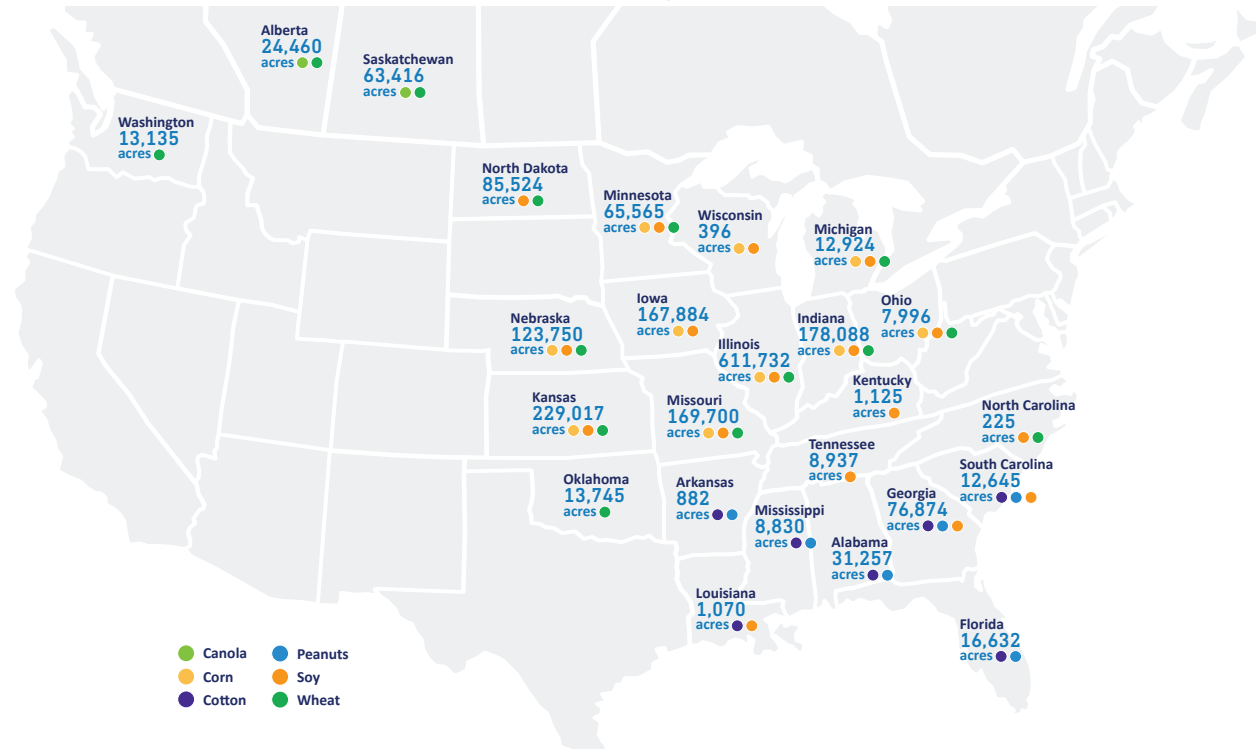 Alberta
24,460
acres
Saskatchewan
63,416
acres
Washington
13,135
acres
North Dakota
85,524
acres
Minnesota
65,565
acres
Wisconsin
396
acres
Michigan
12,924
acres
Nebraska
123,750
acres
Iowa
167,884
acres
Illinois
611,732
acres
Indiana
178,088
acres
Ohio
7,996
acres
Kansas
229,017
acres
Missouri
169,700
acres
Kentucky
1,125
acres
North Carolina
225
acres
Tennessee
8,937
acres
South Carolina
12,645
acres
Oklahoma
13,745
acres
Arkansas
882
acres
Mississippi
8,830
acres
Georgia
76,874
acres
Alabama
31,257
acres
Louisiana
1,070
acres
Florida
16,632
acres
Canola
Peanuts
Corn
Soy
Cotton
Wheat